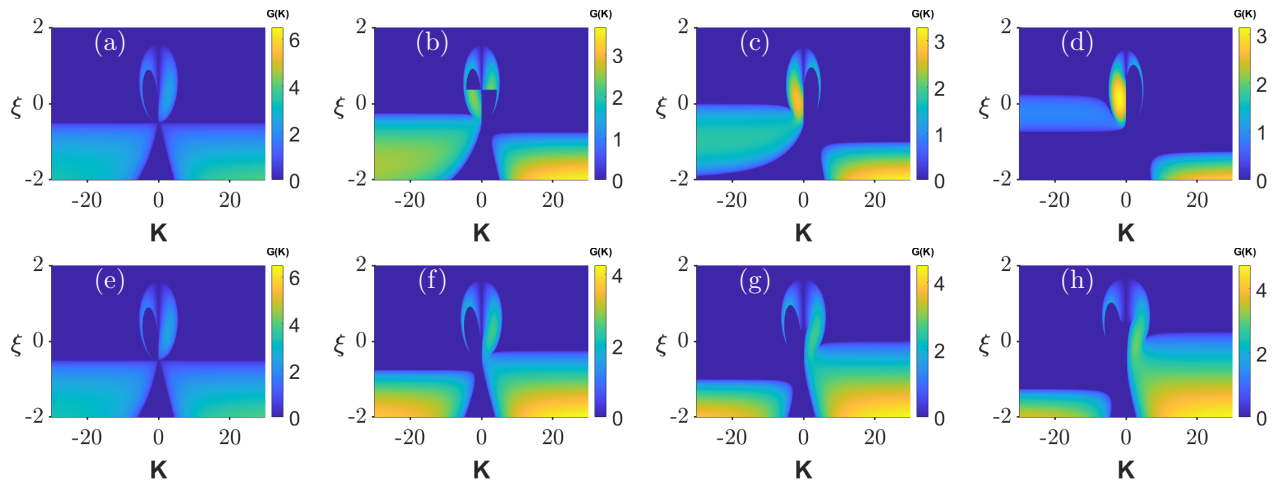 G(K) G(K) G(K) G(K)
2 (a) 6 2 (b) 3 2 (c) 3 2 (d) 3
ξ 0 4 0 2 ξ 0 2 ξ 0 2
2 1 1 1
-2 0 -2 0 -2 0 -2 0
-20 0 20 -20 0 20 -20 0 20 -20 0 20
K K K K
G(K) G(K) G(K) G(K)
2 (e) 6 2 (f) 4 2 (g) 4 2 (h) 4
ξ 0 4 0 2 ξ 0 2 ξ 0 2
2
-2 0 -2 0 -2 0 -2 0
-20 0 20 -20 0 20 -20 0 20 -20 0 20
K K K K